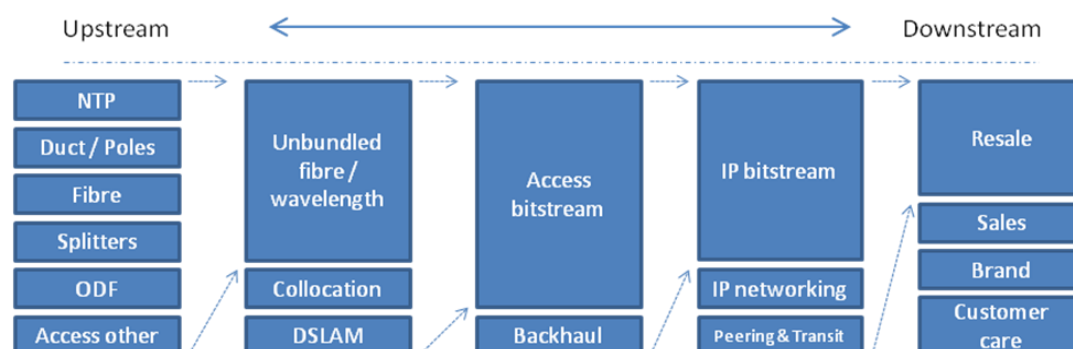 Upstream
Downstream
NTP
Duct / Poles
Fibre
Splitters
ODF
Access other
Unbundled
fibre /
wavelength
Collocation
DSLAM
Access
bitstream
Backhaul
IP bitstream
IP networking
Peering & Transit
Resale
Sales
Brand
Customer
care